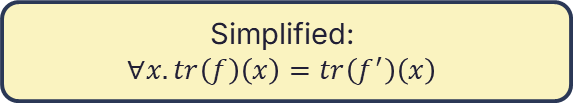 Simplified:
∀x. tr(f)(x) = tr(f′)(x)